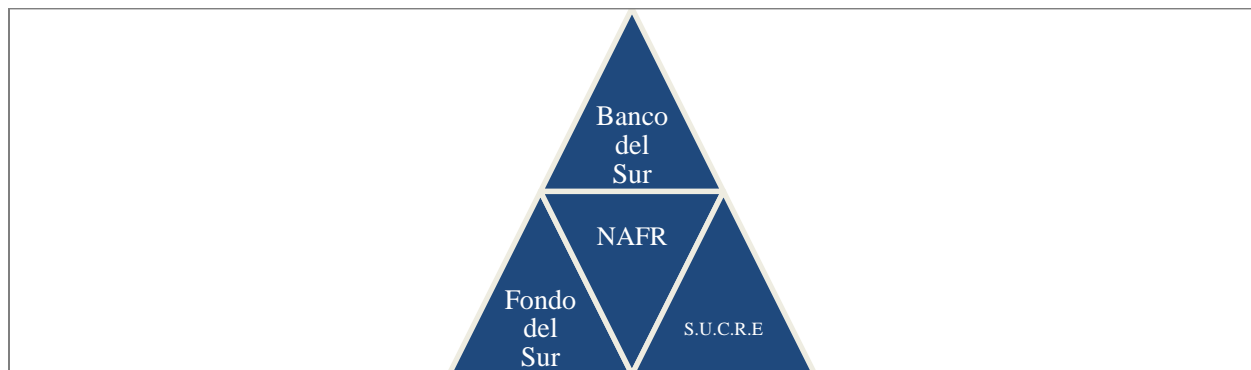 Banco
del
Sur
NAFR
Fondo
del
Sur
S.U.C.R.E